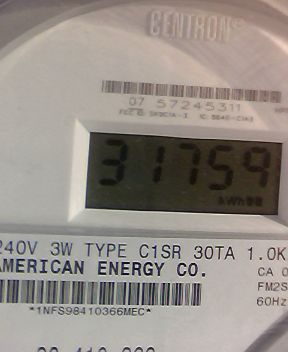 CENTRON®
07 57245311
31759
kWh
240V 3W TYPE C1SR 30TA 1.0K
AMERICAN ENERGY CO.
CA 0
FM2S
60Hz
*1NFS98410366MEC*